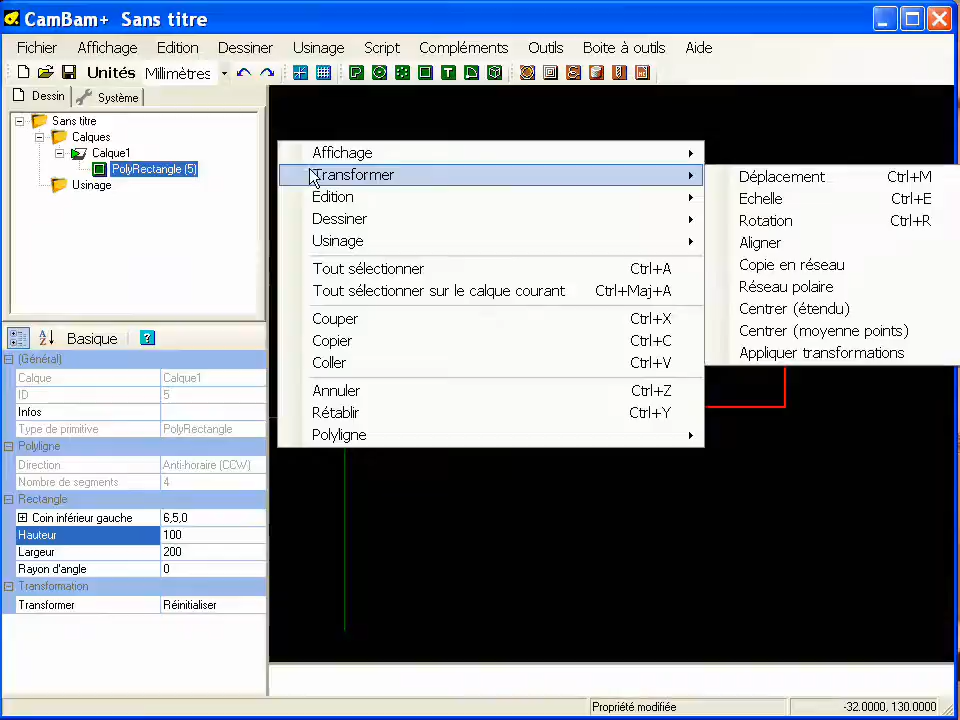 CamBam+ Sans titre
Fichier Affichage Edition Dessiner Usinage Script Compléments Outils Boite à outils Aide
Unités Millimètres
Dessin Système
Sans titre
Calques
Calque1
PolyRectangle (5)
Usinage
Affichage
Transformer
Edition
Dessiner
Usinage
Tout sélectionner Ctrl+A
Tout sélectionner sur le calque courant Ctrl+Maj+A
Couper Ctrl+X
Copier Ctrl+C
Coller Ctrl+V
Annuler Ctrl+Z
Rétablir Ctrl+Y
Polyligne
Déplacement Ctrl+M
Echelle Ctrl+E
Rotation Ctrl+R
Aligner
Copie en réseau
Réseau polaire
Centrer (étendu)
Centrer (moyenne points)
Appliquer transformations
Basique
(Général)
Calque Calque1
ID 5
Infos
Type de primitive PolyRectangle
Polyligne
Direction Anti-horaire (CCW)
Nombre de segments 4
Rectangle
Coin inférieur gauche 6,5,0
Hauteur 100
Largeur 200
Rayon d'angle 0
Transformation
Transformer Réinitialiser
Propriété modifiée -32.0000, 130.0000